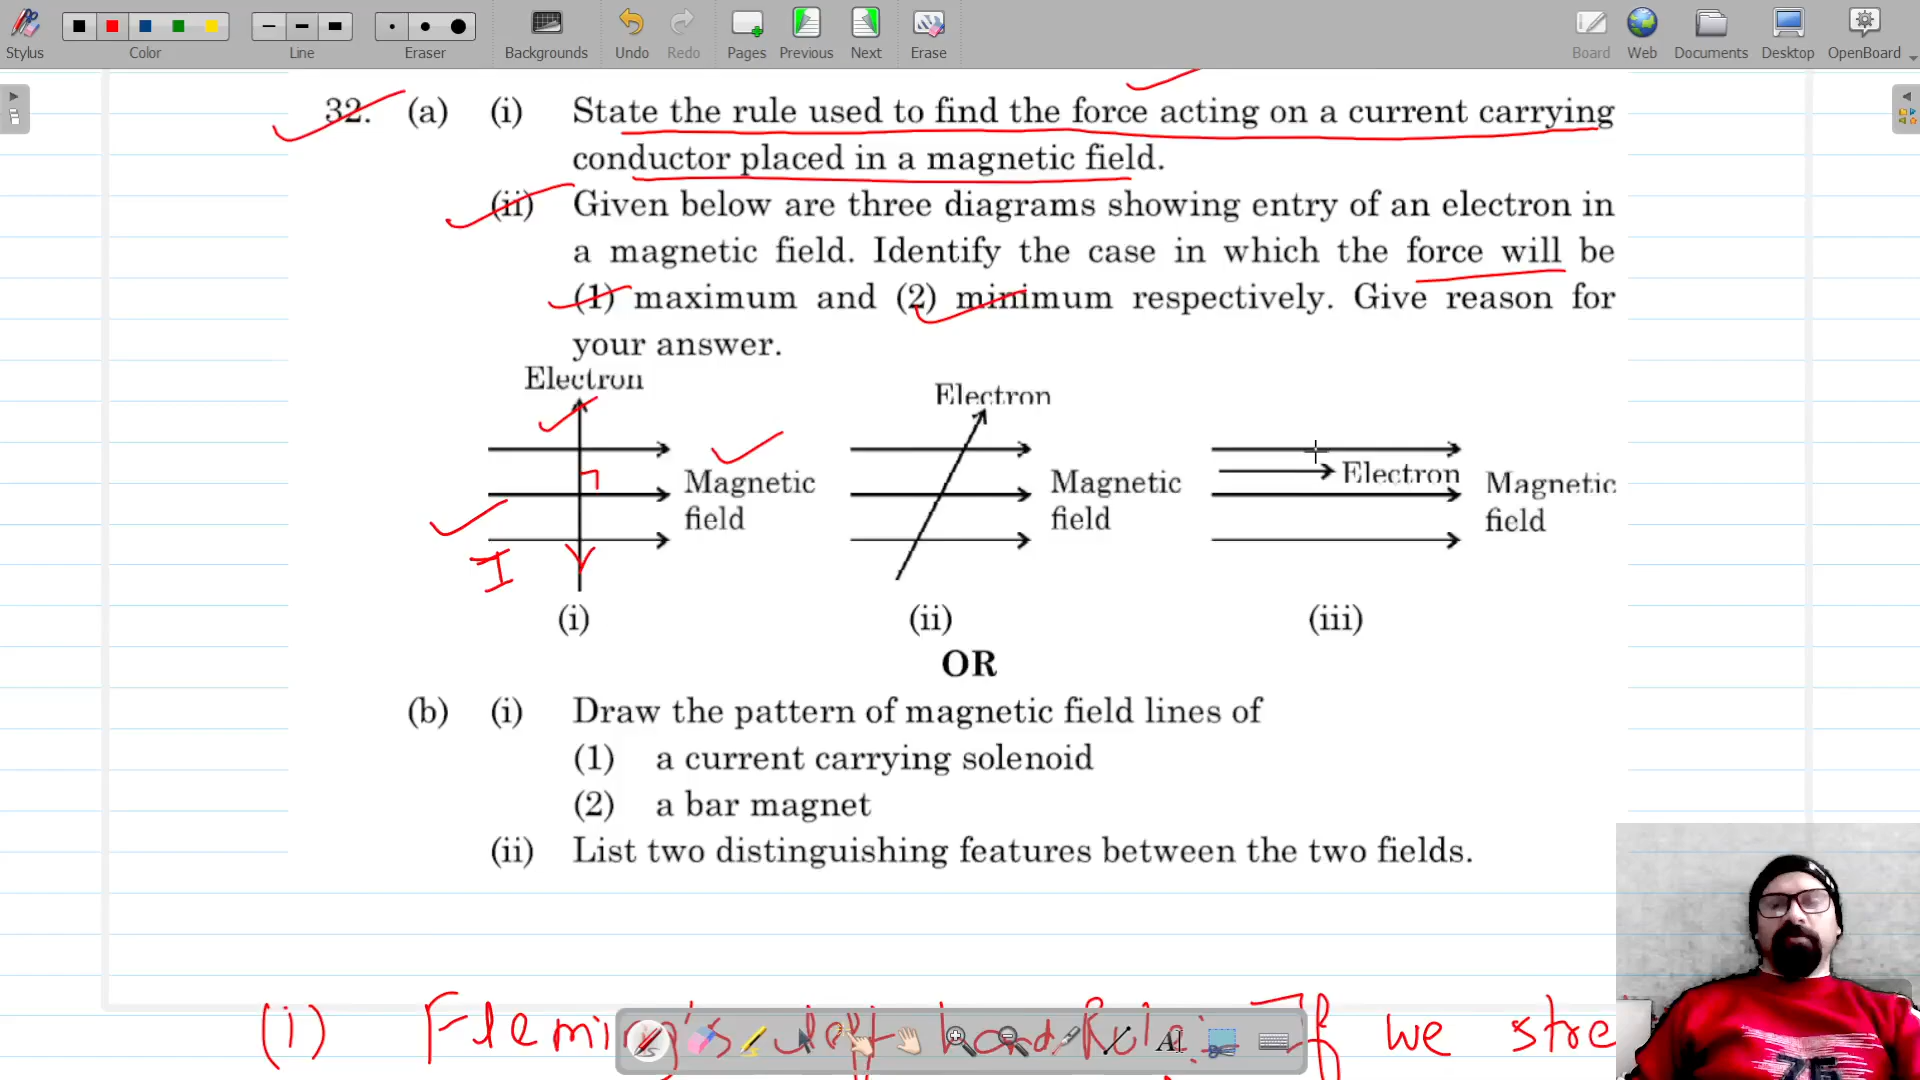 Stylus Color Line Eraser Backgrounds Undo Redo Pages Previous Next Erase Board Web Documents Desktop OpenBoard
32. (a) (i) State the rule used to find the force acting on a current carrying
conductor placed in a magnetic field.
(ii) Given below are three diagrams showing entry of an electron in
a magnetic field. Identify the case in which the force will be
(1) maximum and (2) minimum respectively. Give reason for
your answer.
Electron
Magnetic
field
I
(i)
Electron
Magnetic
field
(ii)
Electron
Magnetic
field
(iii)
OR
(b) (i) Draw the pattern of magnetic field lines of
(1) a current carrying solenoid
(2) a bar magnet
(ii) List two distinguishing features between the two fields.
(i) Fleming's left hand Rule: If we stre